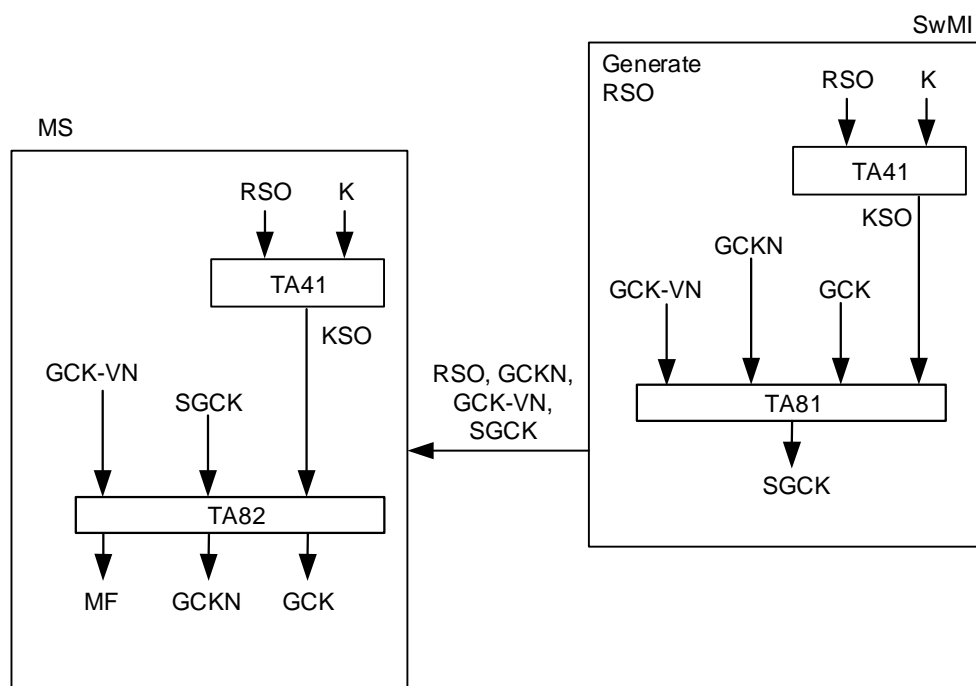 SwMI
Generate
RSO
RSO
K
TA41
KSO
GCKN
GCK-VN
GCK
TA81
SGCK
MS
RSO
K
TA41
KSO
GCK-VN
SGCK
TA82
MF
GCKN
GCK
RSO, GCKN,
GCK-VN,
SGCK